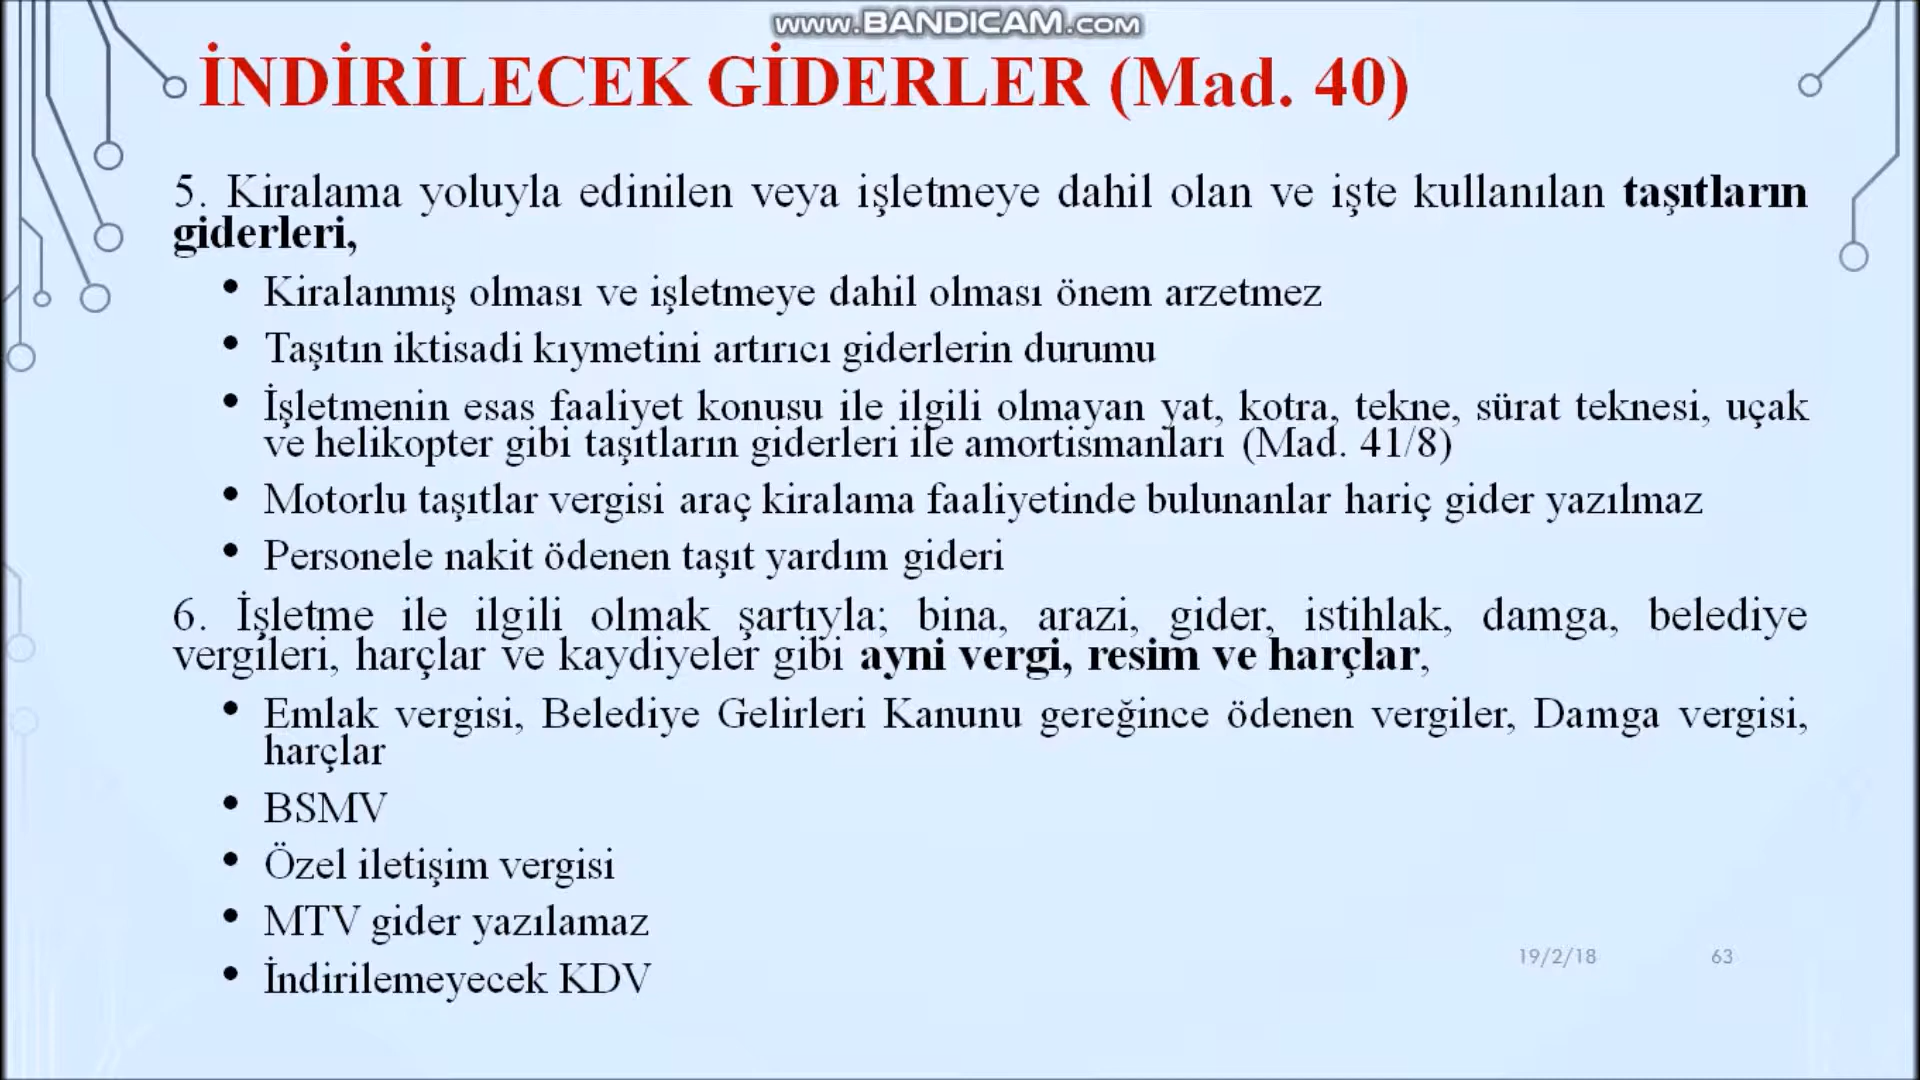 www.BANDICAM.com
İNDİRİLECEK GİDERLER (Mad. 40)
5. Kiralama yoluyla edinilen veya işletmeye dahil olan ve işte kullanılan taşıtların
giderleri,
• Kiralanmış olması ve işletmeye dahil olması önem arzetmez
• Taşıtın iktisadi kıymetini artırıcı giderlerin durumu
• İşletmenin esas faaliyet konusu ile ilgili olmayan yat, kotra, tekne, sürat teknesi, uçak
ve helikopter gibi taşıtların giderleri ile amortismanları (Mad. 41/8)
• Motorlu taşıtlar vergisi araç kiralama faaliyetinde bulunanlar hariç gider yazılmaz
• Personele nakit ödenen taşıt yardım gideri
6. İşletme ile ilgili olmak şartıyla; bina, arazi, gider, istihlak, damga, belediye
vergileri, harçlar ve kaydiyeler gibi ayni vergi, resim ve harçlar,
• Emlak vergisi, Belediye Gelirleri Kanunu gereğince ödenen vergiler, Damga vergisi,
harçlar
• BSMV
• Özel iletişim vergisi
• MTV gider yazılamaz
• İndirilemeyecek KDV
19/2/18 63